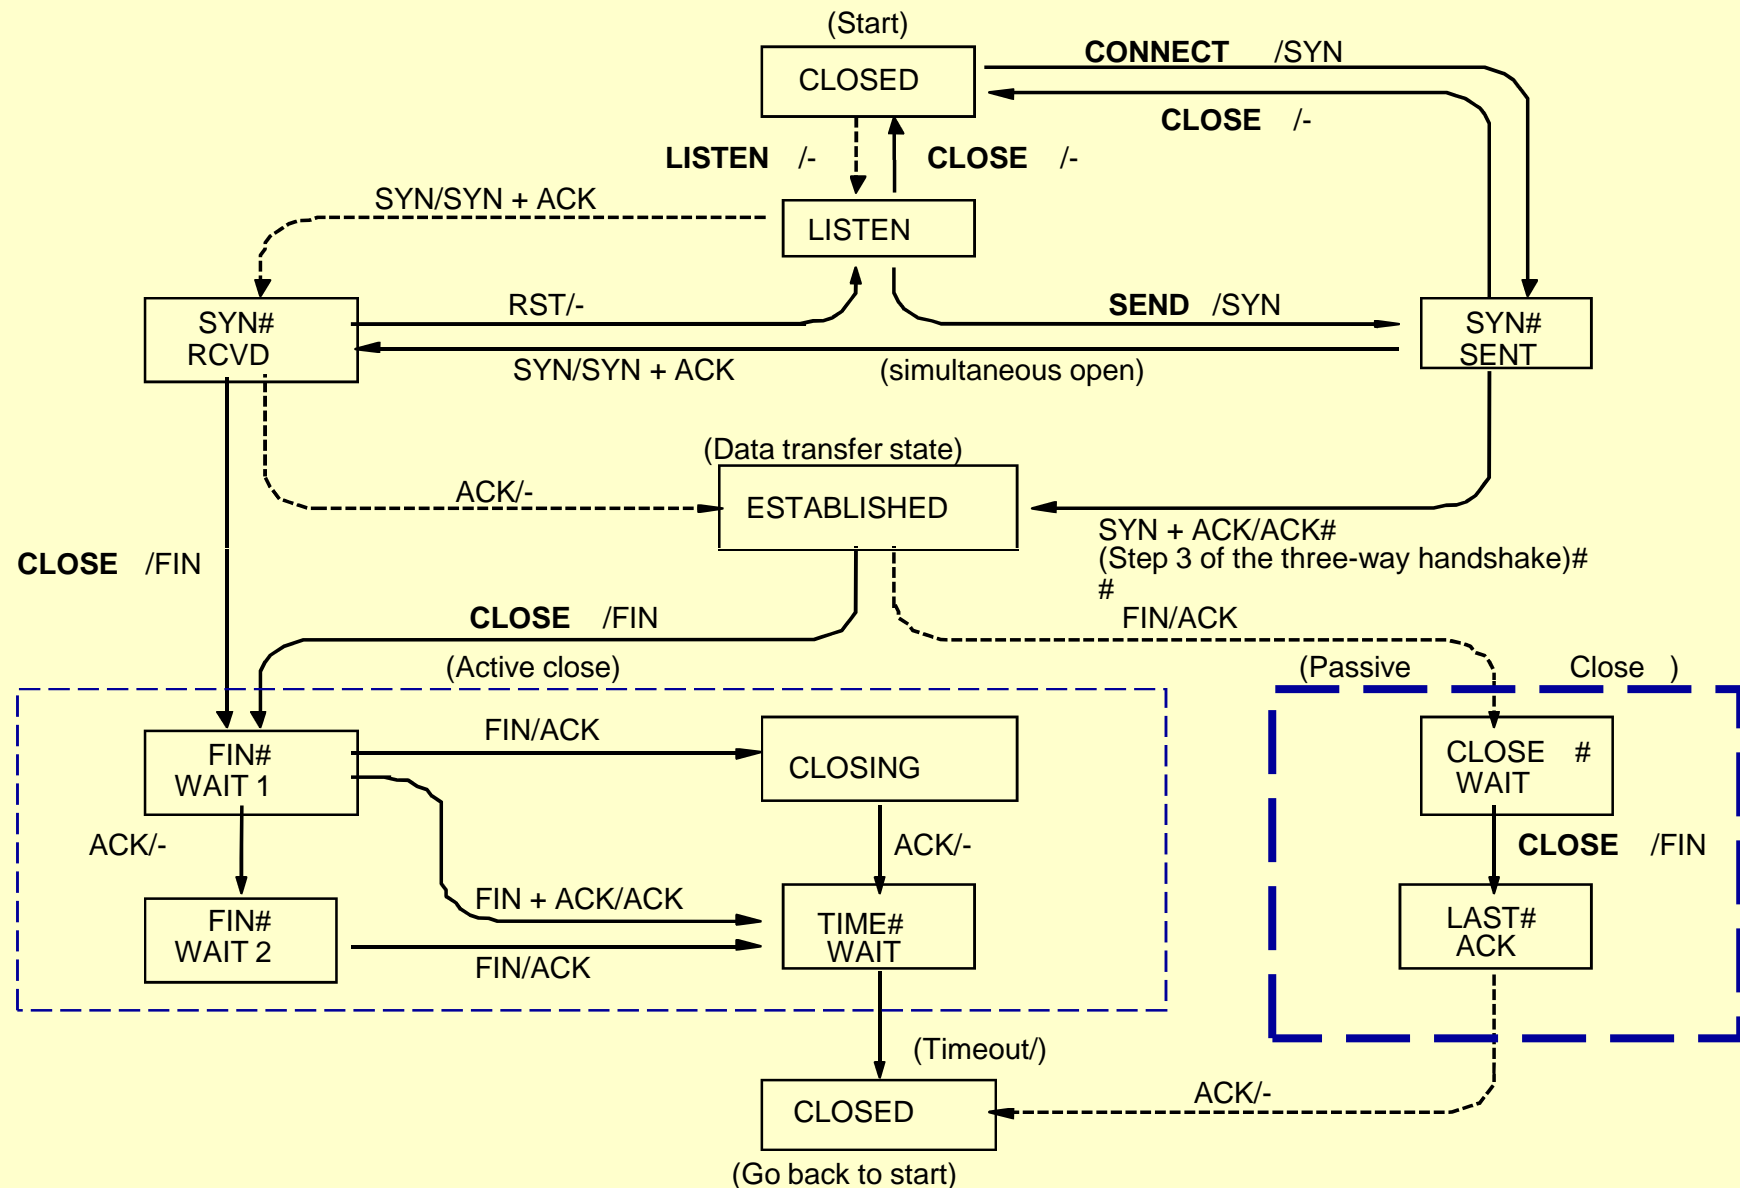 (Start)
CONNECT /SYN
CLOSED
CLOSE /-
LISTEN /-
CLOSE /-
SYN/SYN + ACK
LISTEN
SYN#
RCVD
RST/-
SEND /SYN
SYN#
SENT
SYN/SYN + ACK
(simultaneous open)
(Data transfer state)
ACK/-
ESTABLISHED
SYN + ACK/ACK#
(Step 3 of the three-way handshake)#
#
CLOSE /FIN
CLOSE /FIN
FIN/ACK
(Active close)
(Passive Close )
FIN#
WAIT 1
FIN/ACK
CLOSING
CLOSE #
WAIT
ACK/-
ACK/-
CLOSE /FIN
FIN + ACK/ACK
FIN#
WAIT 2
TIME#
WAIT
LAST#
ACK
FIN/ACK
(Timeout/)
ACK/-
CLOSED
(Go back to start)